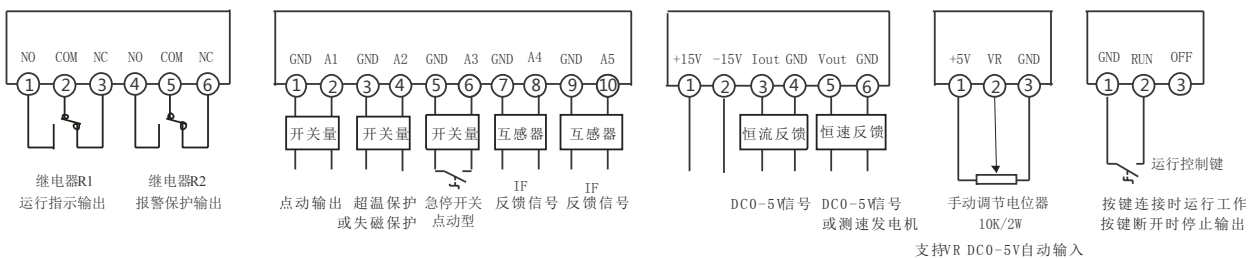 NO COM NC NO COM NC
1 2 3 4 5 6
继电器R1
运行指示输出
继电器R2
报警保护输出
GND A1 GND A2 GND A3 GND A4 GND A5
1 2 3 4 5 6 7 8 9 10
开关量 开关量 开关量 互感器 互感器
点动输出
超温保护
或失磁保护
急停开关
点动型
IF
反馈信号
IF
反馈信号
+15V -15V Iout GND Vout GND
1 2 3 4 5 6
恒流反馈 恒速反馈
DC0-5V信号
DC0-5V信号
或测速发电机
+5V VR GND
1 2 3
手动调节电位器
10K/2W
支持VR DC0-5V自动输入
GND RUN OFF
1 2 3
运行控制键
按键连接时运行工作
按键断开时停止输出